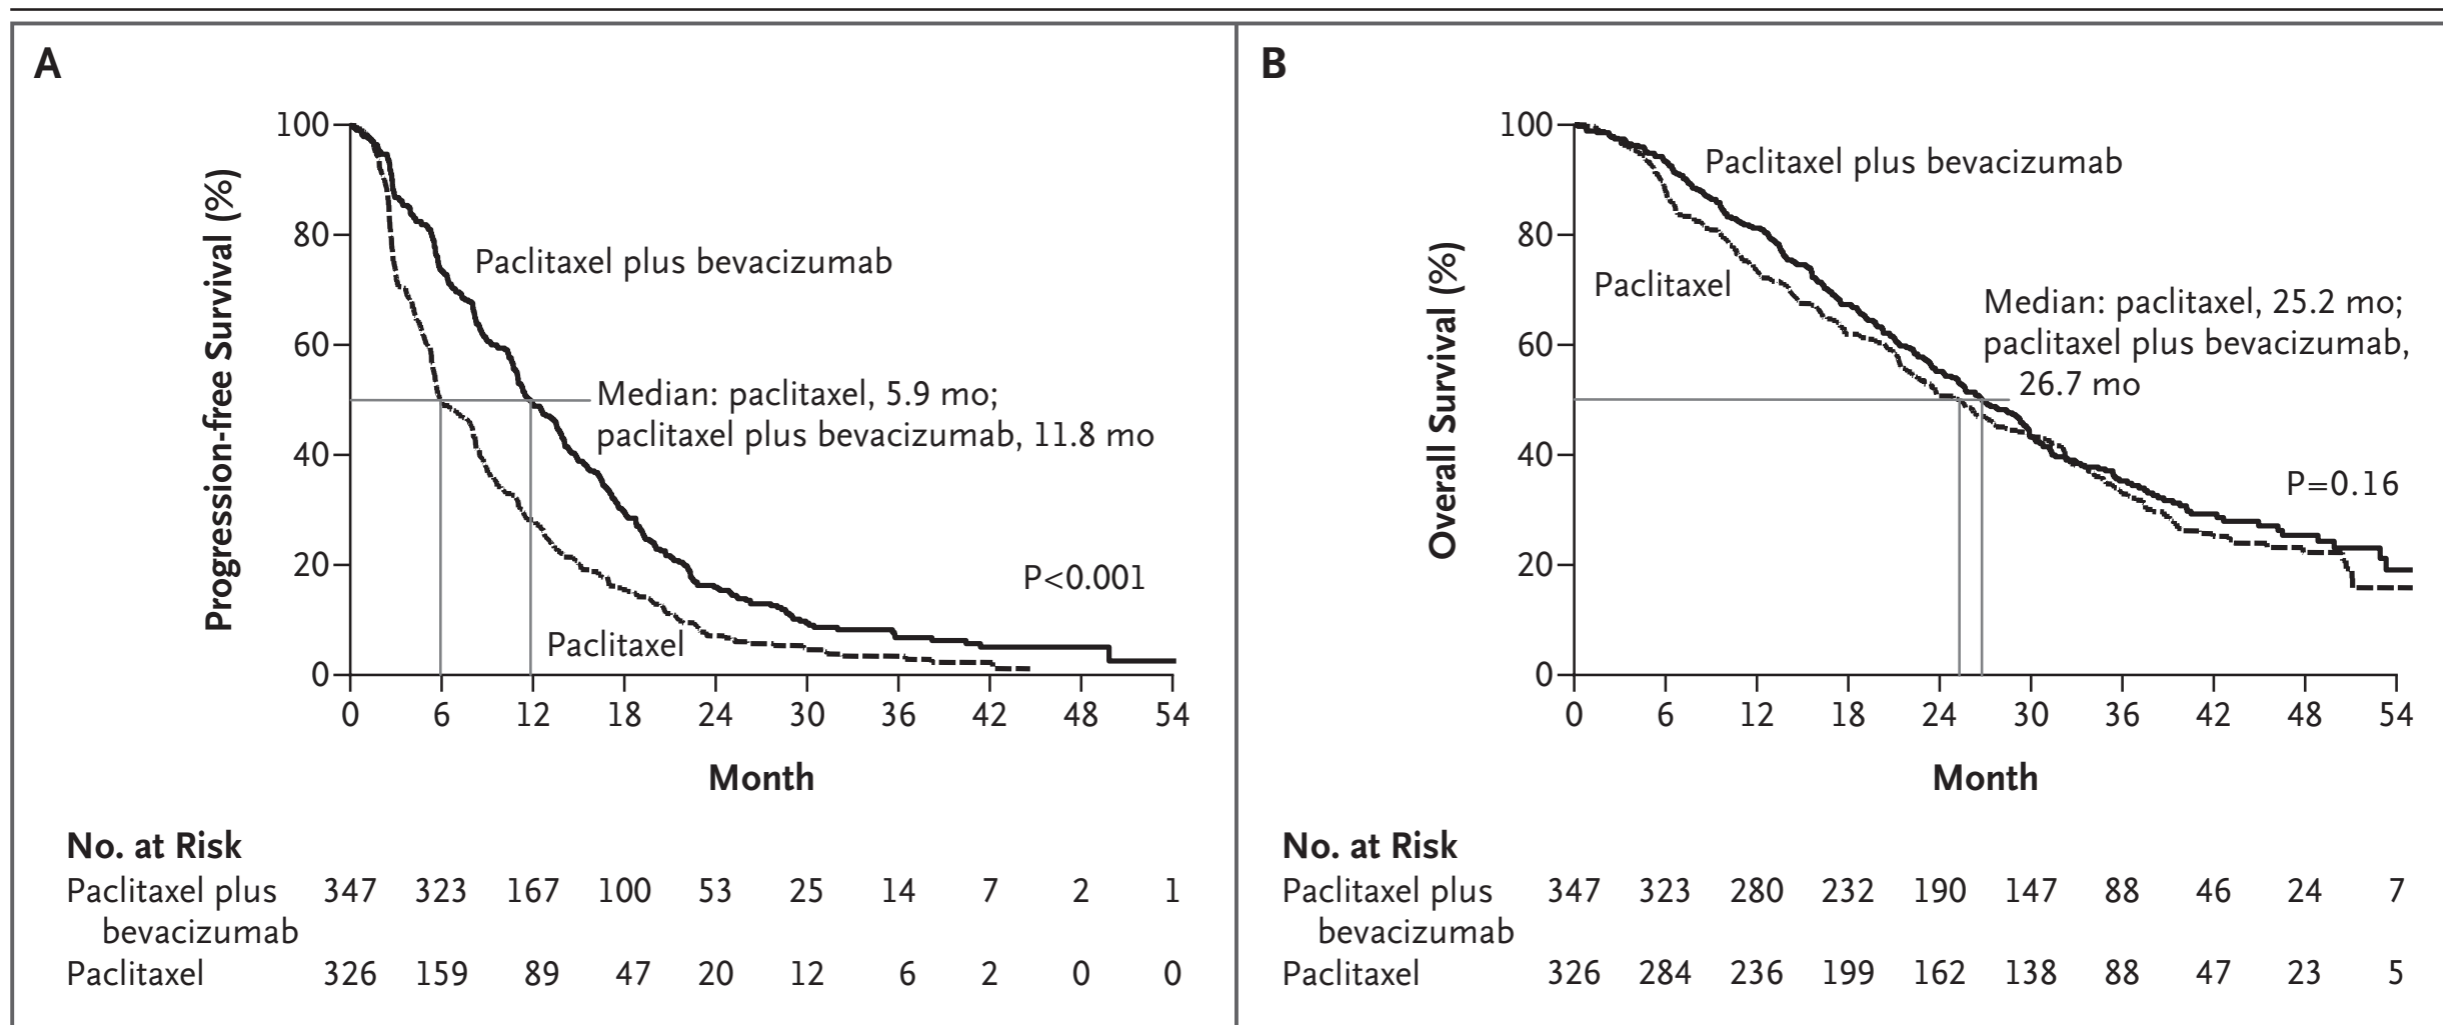 A
Progression-free Survival (%)
100
80
60
40
20
0
Paclitaxel plus bevacizumab
Median: paclitaxel, 5.9 mo;
paclitaxel plus bevacizumab, 11.8 mo
P<0.001
Paclitaxel
0 6 12 18 24 30 36 42 48 54
Month
No. at Risk
Paclitaxel plus 347 323 167 100 53 25 14 7 2 1
bevacizumab
Paclitaxel 326 159 89 47 20 12 6 2 0 0
B
Overall Survival (%)
100
80
60
40
20
0
Paclitaxel plus bevacizumab
Paclitaxel
Median: paclitaxel, 25.2 mo;
paclitaxel plus bevacizumab,
26.7 mo
P=0.16
0 6 12 18 24 30 36 42 48 54
Month
No. at Risk
Paclitaxel plus 347 323 280 232 190 147 88 46 24 7
bevacizumab
Paclitaxel 326 284 236 199 162 138 88 47 23 5